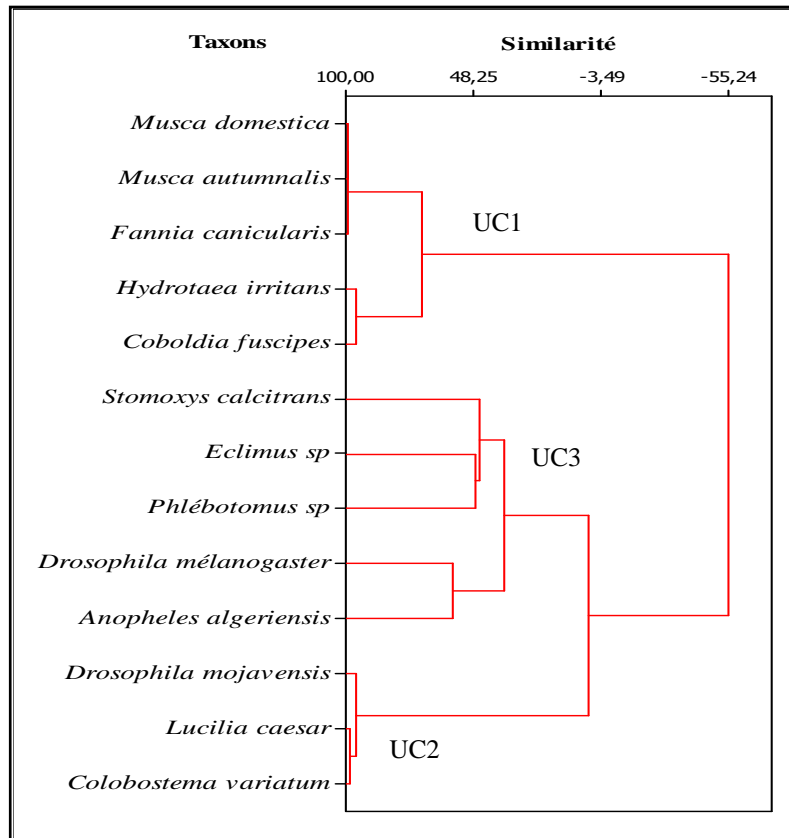 Taxons Similarité
100,00 48,25 -3,49 -55,24
Musca domestica
Musca autumnalis
UC1
Fannia canicularis
Hydrotaea irritans
Coboldia fuscipes
Stomoxys calcitrans
Eclimus sp
UC3
Phlébotomus sp
Drosophila mélanogaster
Anopheles algeriensis
Drosophila mojavensis
Lucilia caesar
UC2
Colobostema variatum